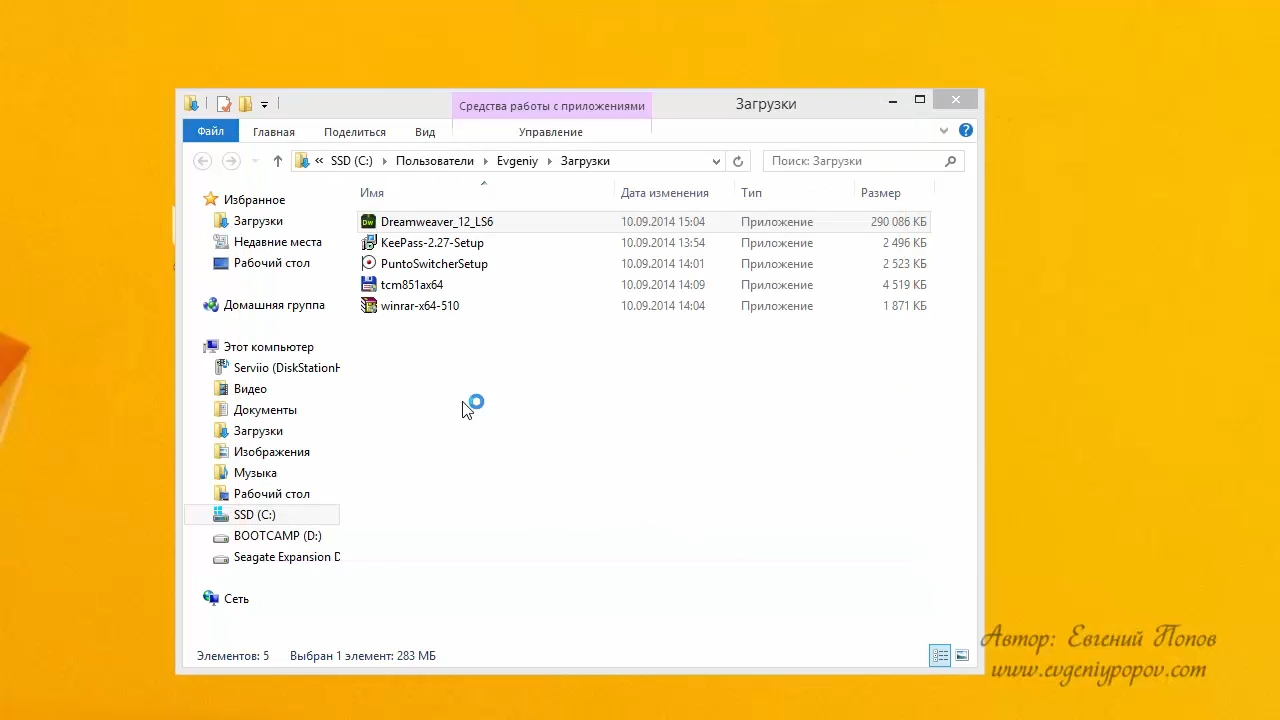 Средства работы с приложениями
Загрузки
Файл
Главная
Поделиться
Вид
Управление
« SSD (C:) Пользователи Evgeniy Загрузки
Поиск: Загрузки
Имя Дата изменения Тип Размер
Dreamweaver_12_LS6 10.09.2014 15:04 Приложение 290 086 КБ
KeePass-2.27-Setup 10.09.2014 13:54 Приложение 2 496 КБ
PuntoSwitcherSetup 10.09.2014 14:01 Приложение 2 523 КБ
tcm851ax64 10.09.2014 14:09 Приложение 4 519 КБ
winrar-x64-510 10.09.2014 14:04 Приложение 1 871 КБ
Избранное
Загрузки
Недавние места
Рабочий стол
Домашняя группа
Этот компьютер
Serviio (DiskStation
Видео
Документы
Загрузки
Изображения
Музыка
Рабочий стол
SSD (C:)
BOOTCAMP (D:)
Seagate Expansion D
Сеть
Элементов: 5 Выбран 1 элемент: 283 МБ
Автор: Евгений Попов
www.evgeniypopov.com